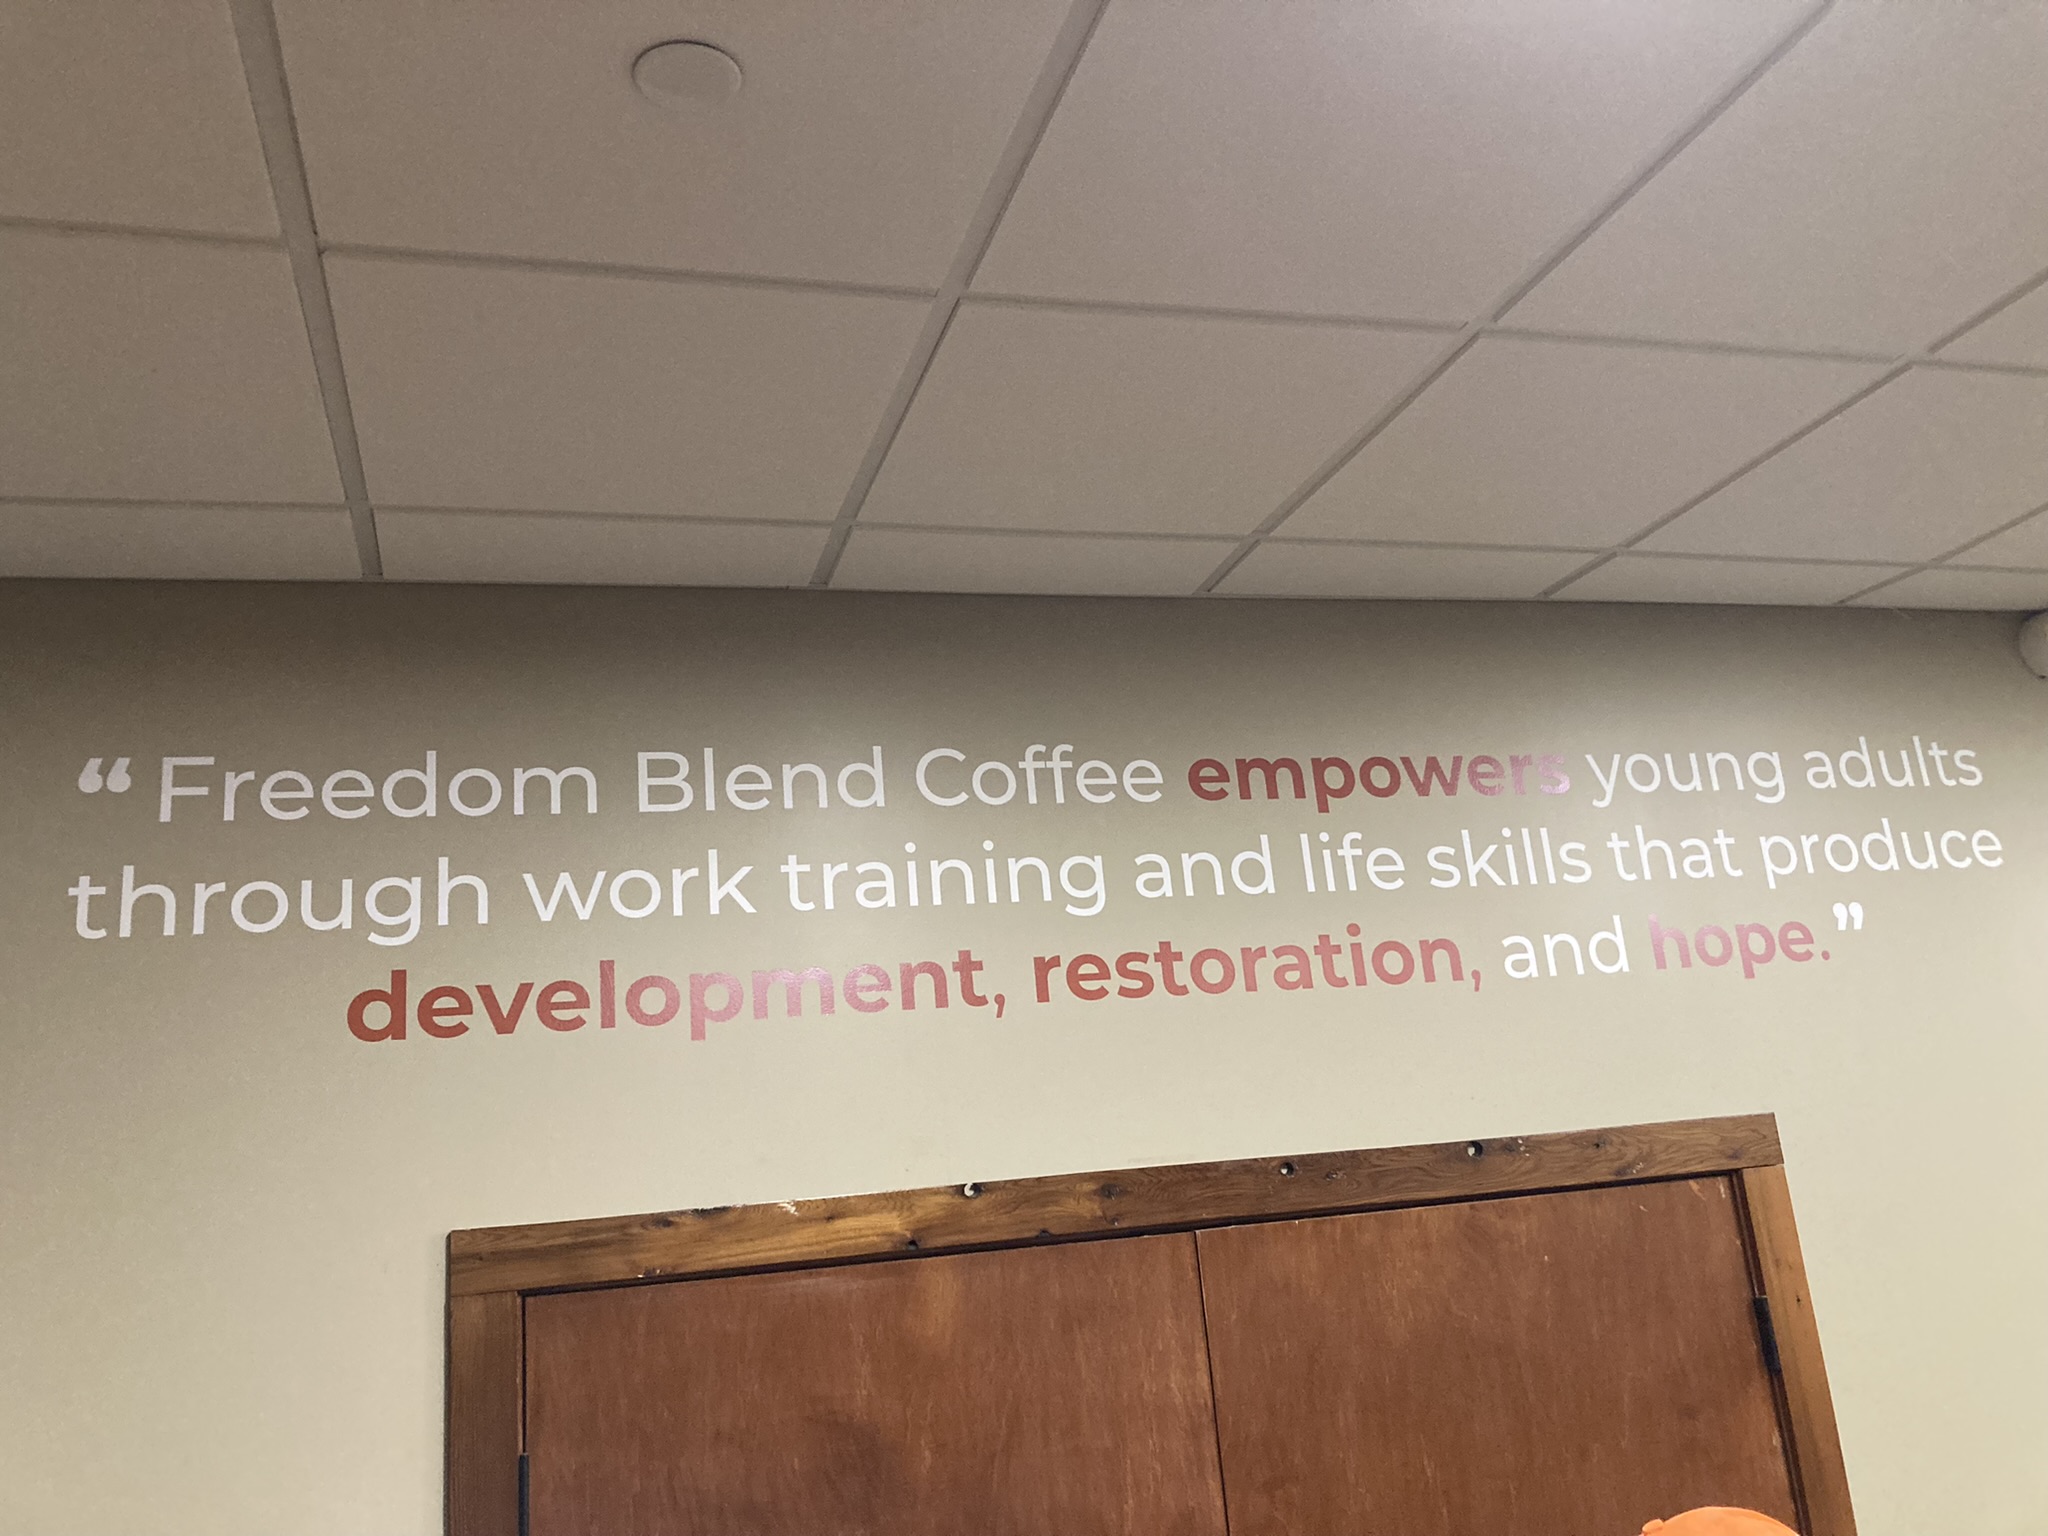 “Freedom Blend Coffee empowers young adults
through work training and life skills that produce
development, restoration, and hope.”